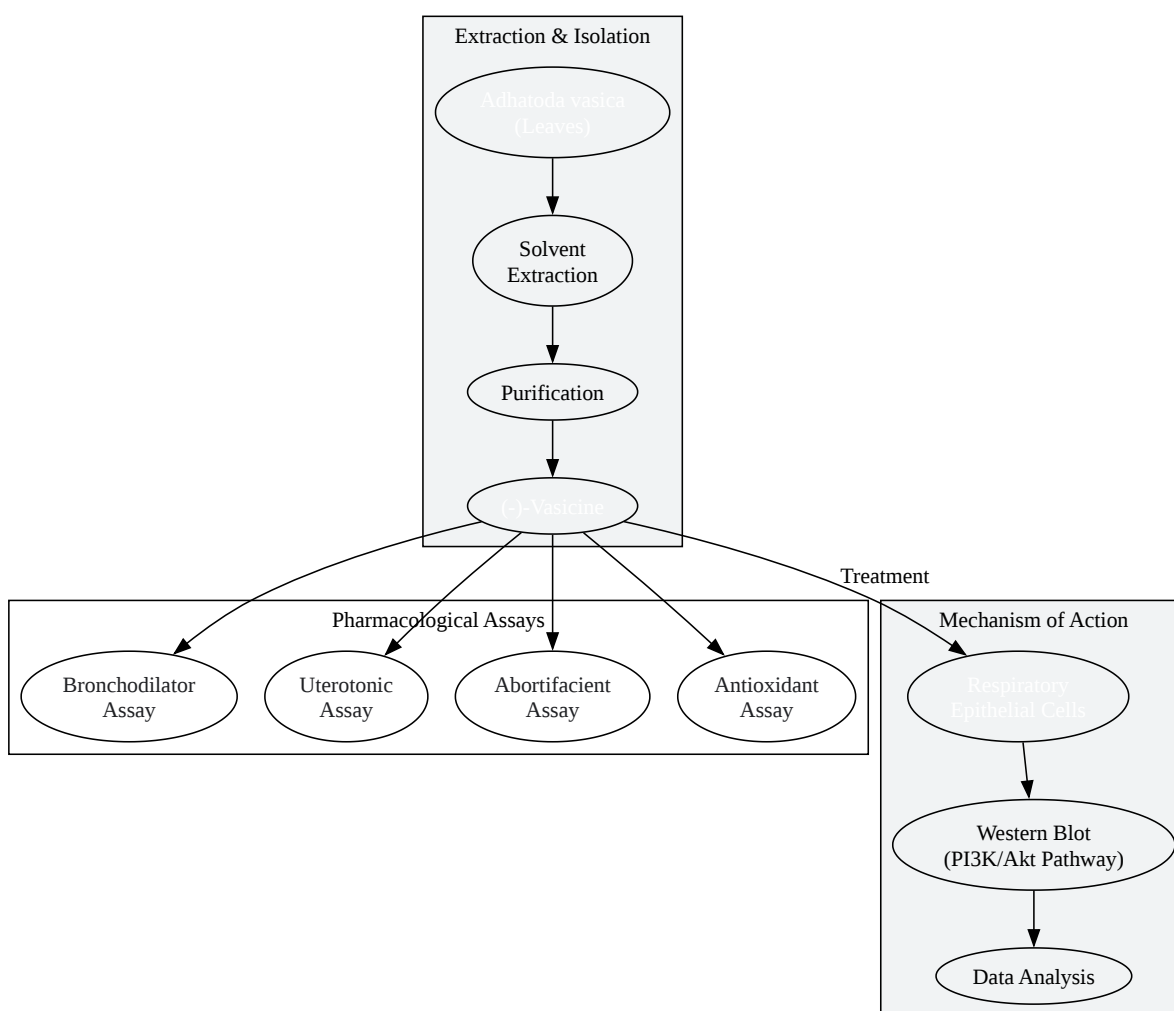 Extraction & Isolation
Adhatoda vasica
(Leaves)
Solvent
Extraction
Purification
(-)-Vasicine
Treatment
Pharmacological Assays
Bronchodilator
Assay
Uterotonic
Assay
Abortifacient
Assay
Antioxidant
Assay
Mechanism of Action
Respiratory
Epithelial Cells
Western Blot
(PI3K/Akt Pathway)
Data Analysis